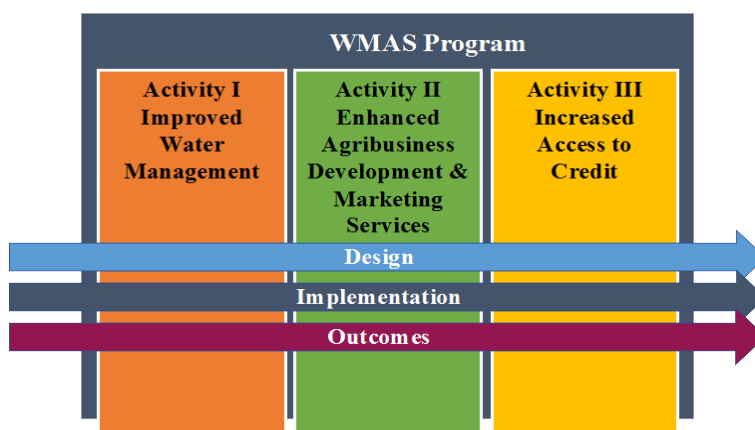 WMAS Program
Activity I
Improved
Water
Management
Activity II
Enhanced
Agribusiness
Development &
Marketing
Services
Activity III
Increased
Access to
Credit
Design
Implementation
Outcomes